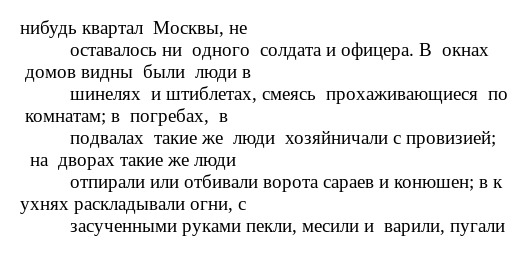 нибудь квартал Москвы, не
оставалось ни одного солдата и офицера. В окнах
домов видны были люди в
шинелях и штиблетах, смеясь прохаживающиеся по
комнатам; в погребах, в
подвалах такие же люди хозяйничали с провизией;
на дворах такие же люди
отпирали или отбивали ворота сараев и конюшен; в к
ухнях раскладывали огни, с
засученными руками пекли, месили и варили, пугали